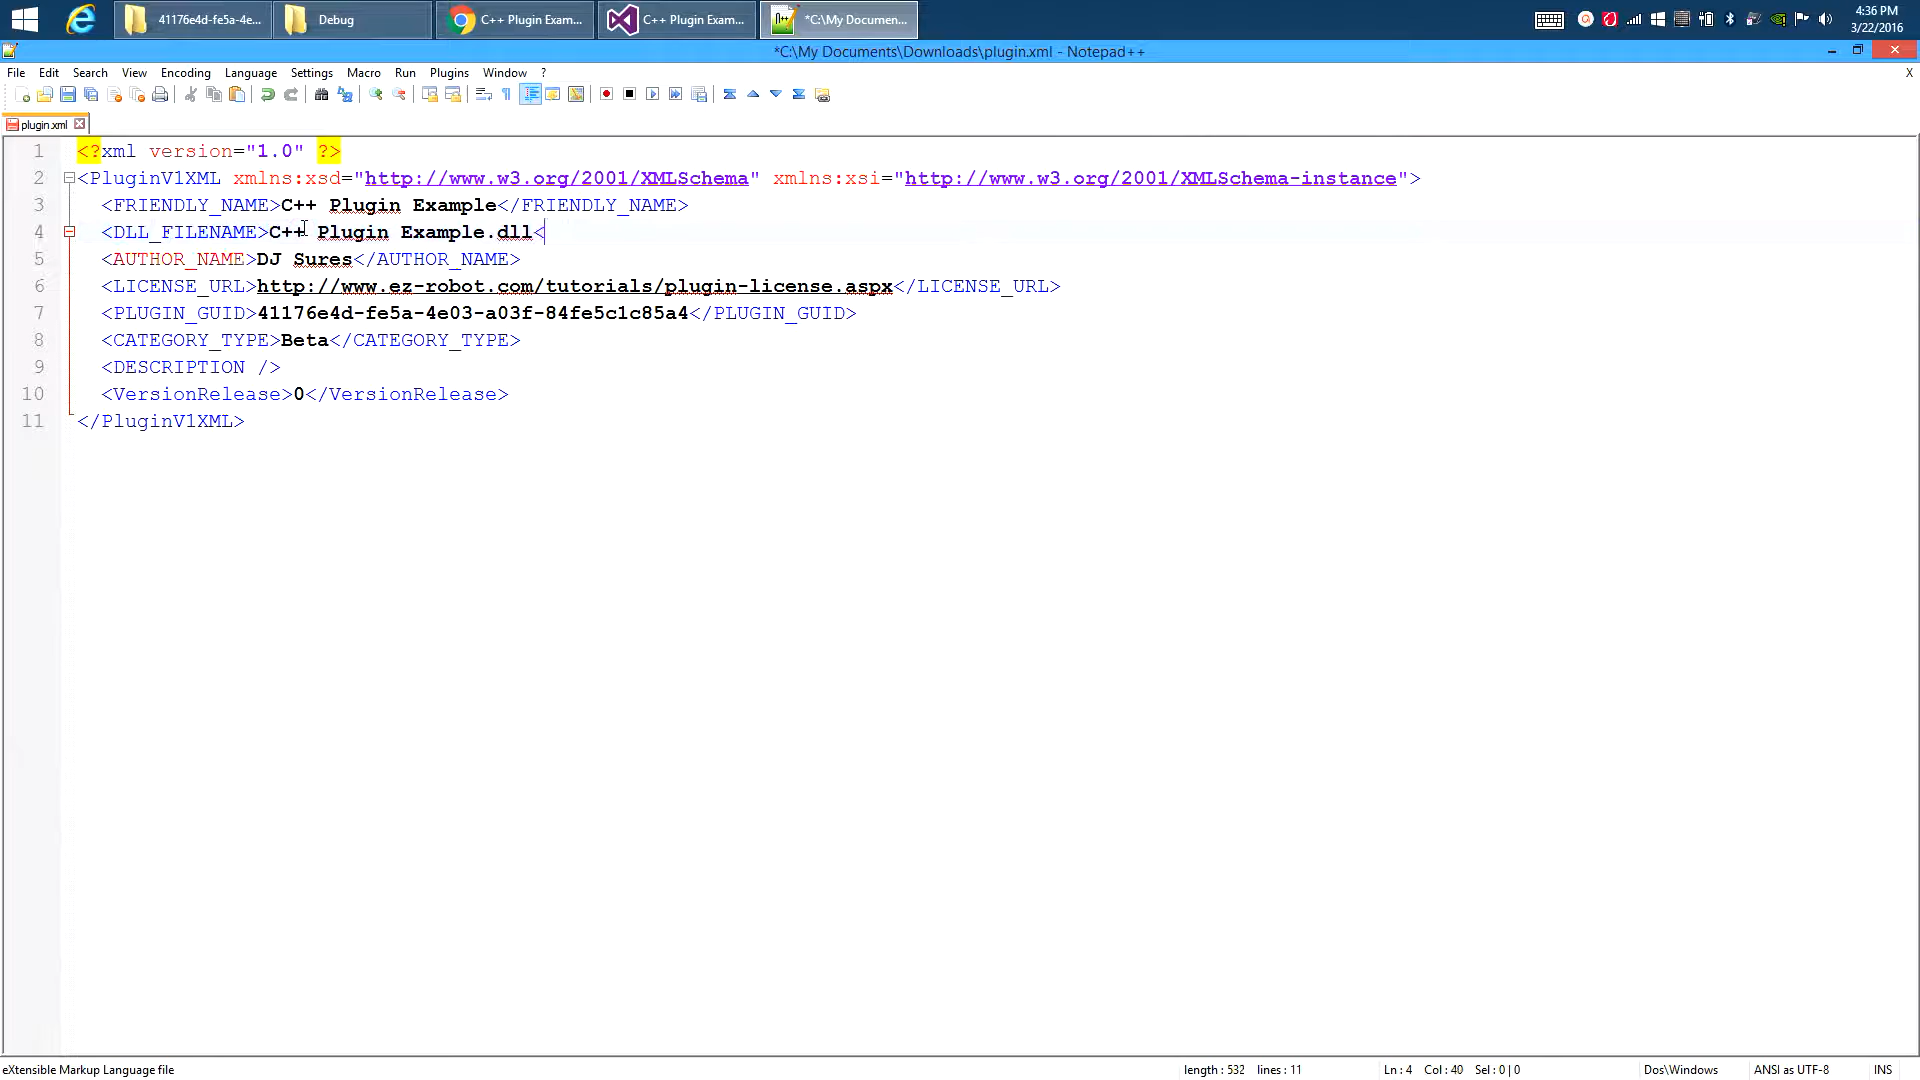 41176e4d-fe5a-4e...
Debug
C++ Plugin Exam...
C++ Plugin Exam...
*C:\My Documen...
4:36 PM
3/22/2016
*C:\My Documents\Downloads\plugin.xml - Notepad++
File Edit Search View Encoding Language Settings Macro Run Plugins Window ? X
plugin.xml
1 <?xml version="1.0" ?>
2 <PluginV1XML xmlns:xsd="http://www.w3.org/2001/XMLSchema" xmlns:xsi="http://www.w3.org/2001/XMLSchema-instance">
3 <FRIENDLY_NAME>C++ Plugin Example</FRIENDLY_NAME>
4 <DLL_FILENAME>C++ Plugin Example.dll<
5 <AUTHOR_NAME>DJ Sures</AUTHOR_NAME>
6 <LICENSE_URL>http://www.ez-robot.com/tutorials/plugin-license.aspx</LICENSE_URL>
7 <PLUGIN_GUID>41176e4d-fe5a-4e03-a03f-84fe5c1c85a4</PLUGIN_GUID>
8 <CATEGORY_TYPE>Beta</CATEGORY_TYPE>
9 <DESCRIPTION />
10 <VersionRelease>0</VersionRelease>
11 </PluginV1XML>
eXtensible Markup Language file length : 532 lines : 11 Ln : 4 Col : 40 Sel : 0 | 0 Dos\Windows ANSI as UTF-8 INS